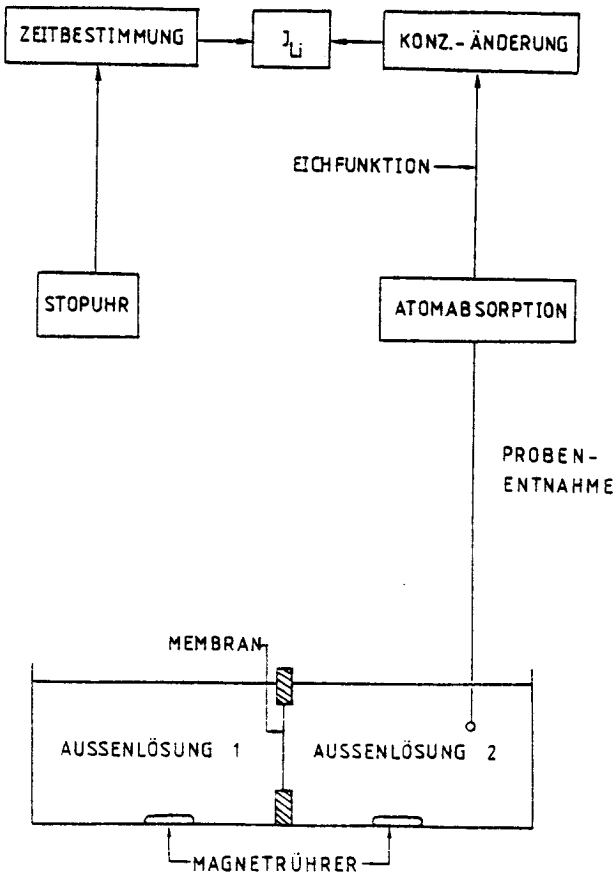 ZEITBESTIMMUNG
J_Li
KONZ.-ÄNDERUNG
EICHFUNKTION
STOPUHR
ATOMABSORPTION
PROBEN-
ENTNAHME
MEMBRAN
AUSSENLÖSUNG 1
AUSSENLÖSUNG 2
MAGNETRÜHRER